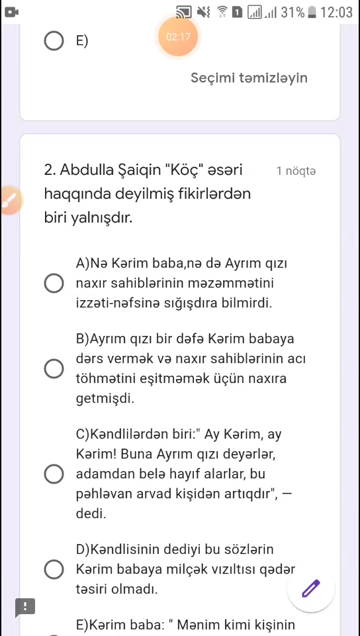 31% 12:03
E)
02:17
Seçimi təmizləyin
2. Abdulla Şaiqin "Köç" əsəri
1 nöqtə
haqqında deyilmiş fikirlərdən
biri yalnışdır.
A)Nə Kərim baba,nə də Ayrım qızı
naxır sahiblərinin məzəmmətini
izzəti-nəfsinə sığışdıra bilmirdi.
B)Ayrım qızı bir dəfə Kərim babaya
dərs vermək və naxır sahiblərinin acı
töhmətini eşitməmək üçün naxıra
getmişdi.
C)Kəndlilərdən biri:" Ay Kərim, ay
Kərim! Buna Ayrım qızı deyərlər,
adamdan belə hayıf alarlar, bu
pəhləvan arvad kişidən artıqdır", —
dedi.
D)Kəndlisinin dediyi bu sözlərin
Kərim babaya milçək vızıltısı qədər
təsiri olmadı.
E)Kərim baba: " Mənim kimi kişinin